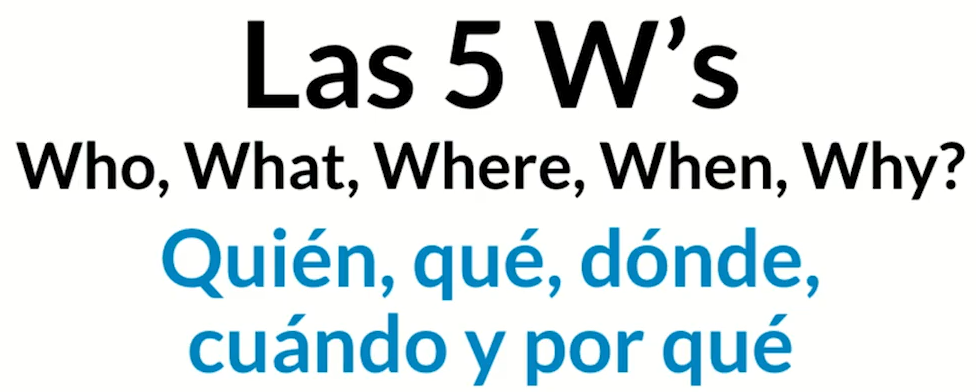 Las 5 W’s
Who, What, Where, When, Why?
Quién, qué, dónde,
cuándo y por qué